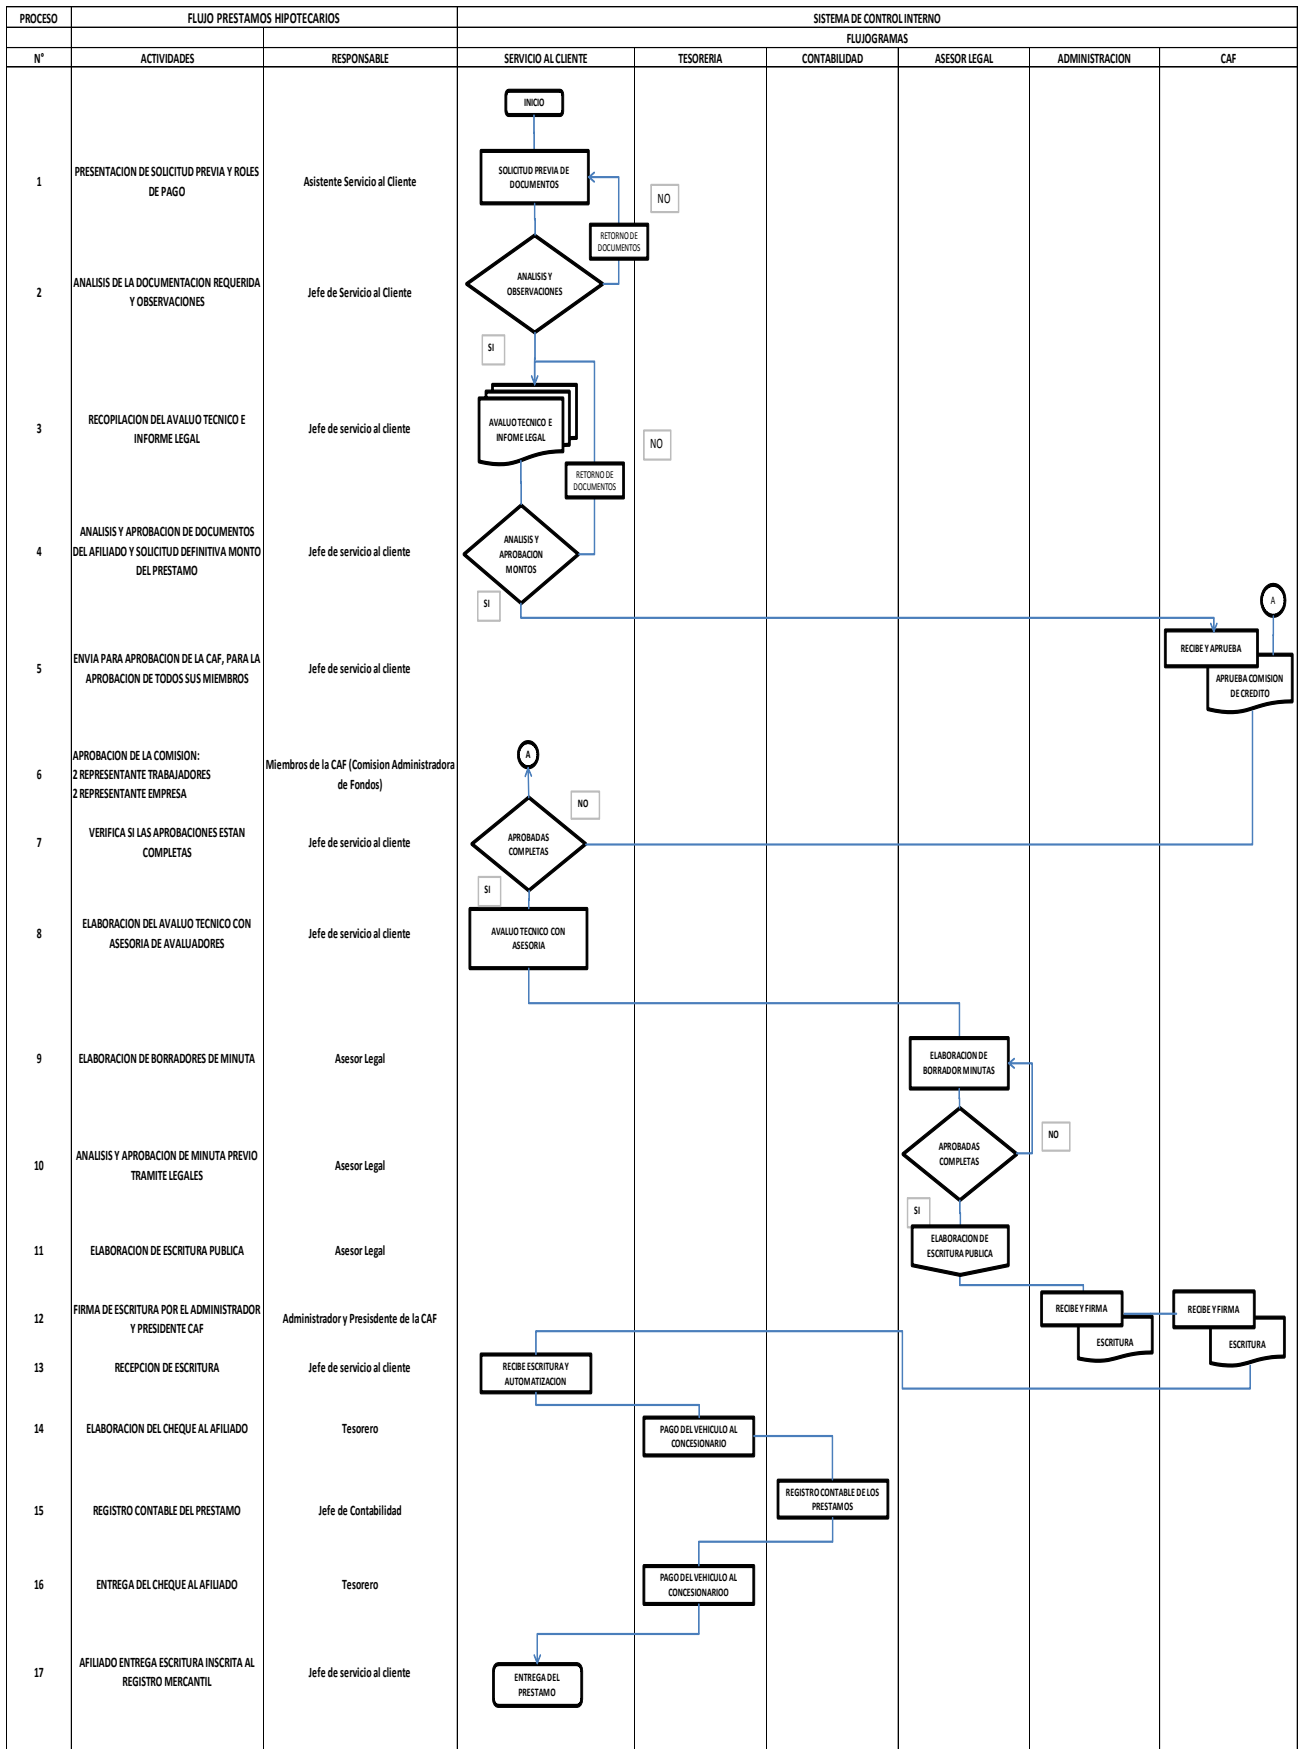 PROCESO
FLUJO PRESTAMOS HIPOTECARIOS
SISTEMA DE CONTROL INTERNO
FLUJOGRAMAS
N°
ACTIVIDADES
RESPONSABLE
SERVICIO AL CLIENTE
TESORERIA
CONTABILIDAD
ASESOR LEGAL
ADMINISTRACION
CAF
INICIO
1
PRESENTACION DE SOLICITUD PREVIA Y ROLES
DE PAGO
Asistente Servicio al Cliente
SOLICITUD PREVIA DE
DOCUMENTOS
NO
RETORNO DE
DOCUMENTOS
2
ANALISIS DE LA DOCUMENTACION REQUERIDA
Y OBSERVACIONES
Jefe de Servicio al Cliente
ANALISIS Y
OBSERVACIONES
SI
3
RECOPILACION DEL AVALUO TECNICO E
INFORME LEGAL
Jefe de servicio al cliente
AVALUO TECNICO E
INFOME LEGAL
NO
RETORNO DE
DOCUMENTOS
4
ANALISIS Y APROBACION DE DOCUMENTOS
DEL AFILIADO Y SOLICITUD DEFINITIVA MONTO
DEL PRESTAMO
Jefe de servicio al cliente
ANALISIS Y
APROBACION
MONTOS
SI
A
5
ENVIA PARA APROBACION DE LA CAF, PARA LA
APROBACION DE TODOS SUS MIEMBROS
Jefe de servicio al cliente
RECIBE Y APRUEBA
APRUEBA COMISION
DE CREDITO
6
APROBACION DE LA COMISION:
2 REPRESENTANTE TRABAJADORES
2 REPRESENTANTE EMPRESA
Miembros de la CAF (Comision Administradora
de Fondos)
A
NO
7
VERIFICA SI LAS APROBACIONES ESTAN
COMPLETAS
Jefe de servicio al cliente
APROBADAS
COMPLETAS
SI
8
ELABORACION DEL AVALUO TECNICO CON
ASESORIA DE AVALUADORES
Jefe de servicio al cliente
AVALUO TECNICO CON
ASESORIA
9
ELABORACION DE BORRADORES DE MINUTA
Asesor Legal
ELABORACION DE
BORRADOR MINUTAS
NO
10
ANALISIS Y APROBACION DE MINUTA PREVIO
TRAMITE LEGALES
Asesor Legal
APROBADAS
COMPLETAS
SI
11
ELABORACION DE ESCRITURA PUBLICA
Asesor Legal
ELABORACION DE
ESCRITURA PUBLICA
12
FIRMA DE ESCRITURA POR EL ADMINISTRADOR
Y PRESIDENTE CAF
Administrador y Presisdente de la CAF
RECIBE Y FIRMA
ESCRITURA
RECIBE Y FIRMA
ESCRITURA
13
RECEPCION DE ESCRITURA
Jefe de servicio al cliente
RECIBE ESCRITURA Y
AUTOMATIZACION
14
ELABORACION DEL CHEQUE AL AFILIADO
Tesorero
PAGO DEL VEHICULO AL
CONCESIONARIO
15
REGISTRO CONTABLE DEL PRESTAMO
Jefe de Contabilidad
REGISTRO CONTABLE DE LOS
PRESTAMOS
16
ENTREGA DEL CHEQUE AL AFILIADO
Tesorero
PAGO DEL VEHICULO AL
CONCESIONARIOO
17
AFILIADO ENTREGA ESCRITURA INSCRITA AL
REGISTRO MERCANTIL
Jefe de servicio al cliente
ENTREGA DEL
PRESTAMO